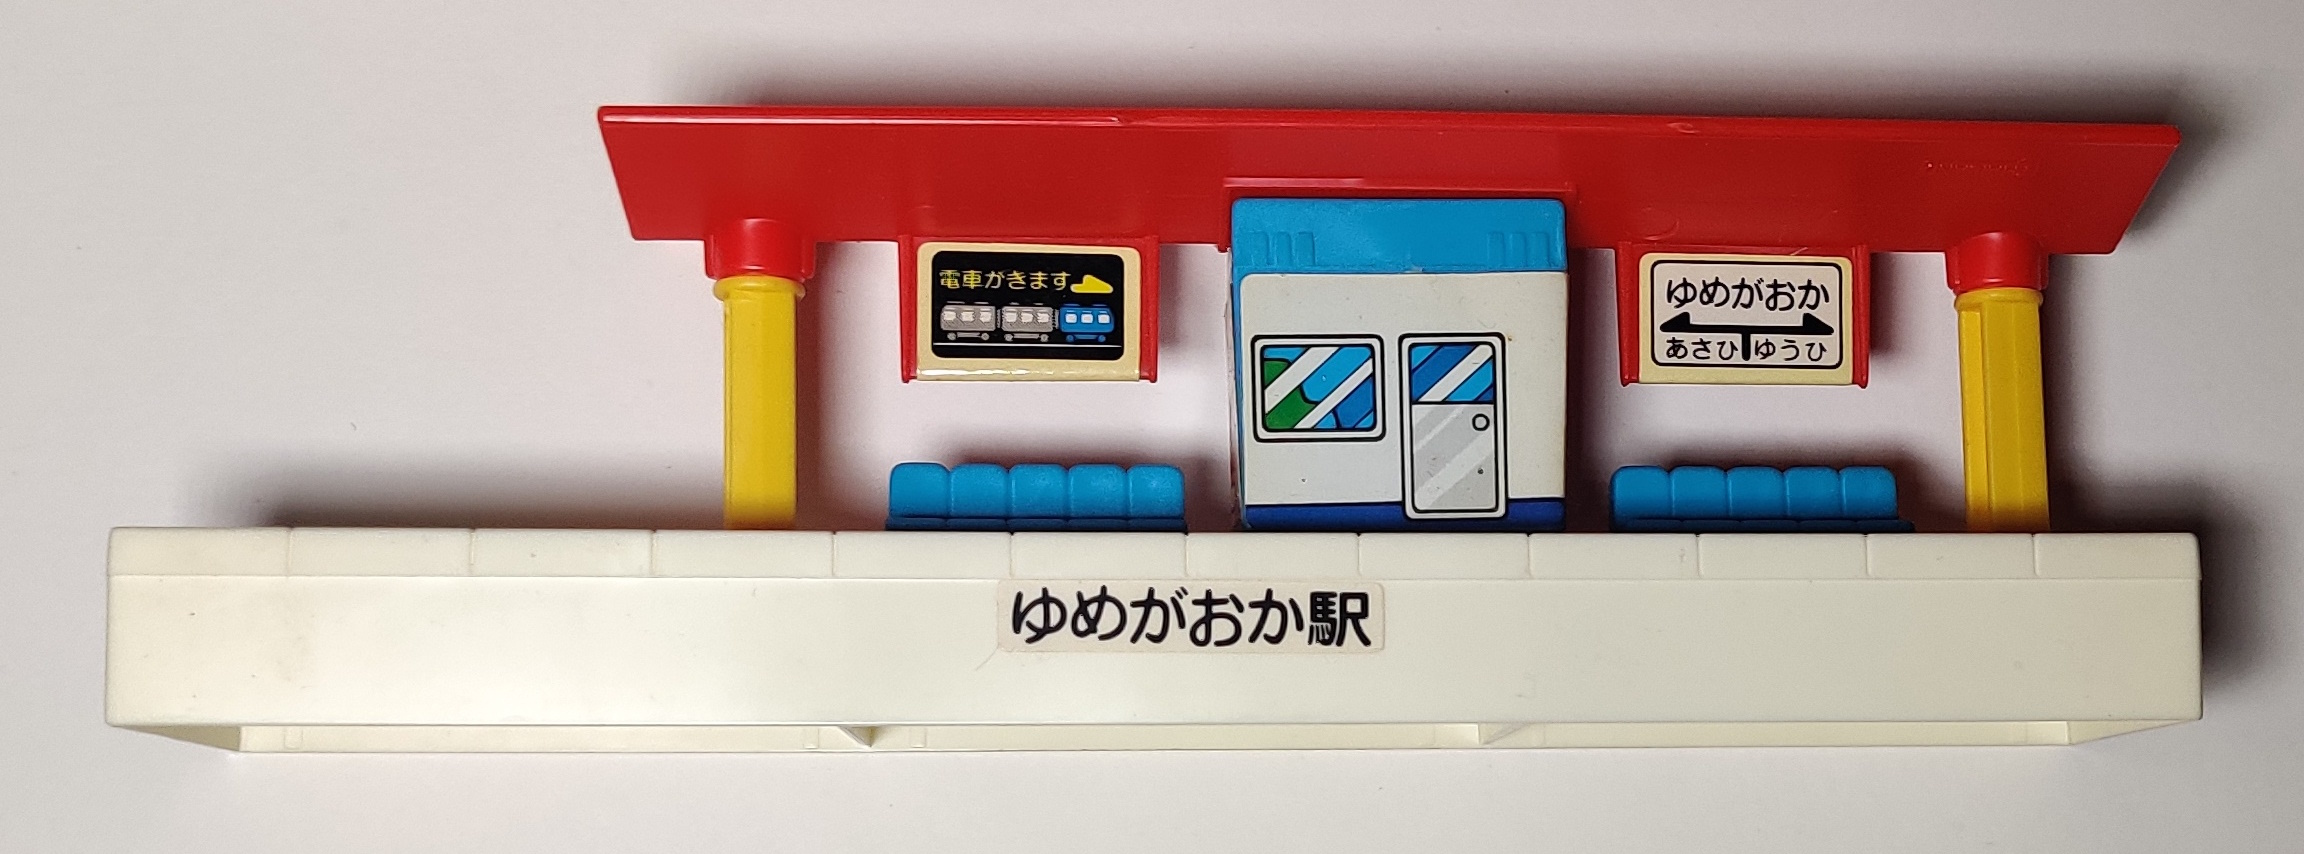 電車がきます
ゆめがおか
あさひ ゆうひ
ゆめがおか駅